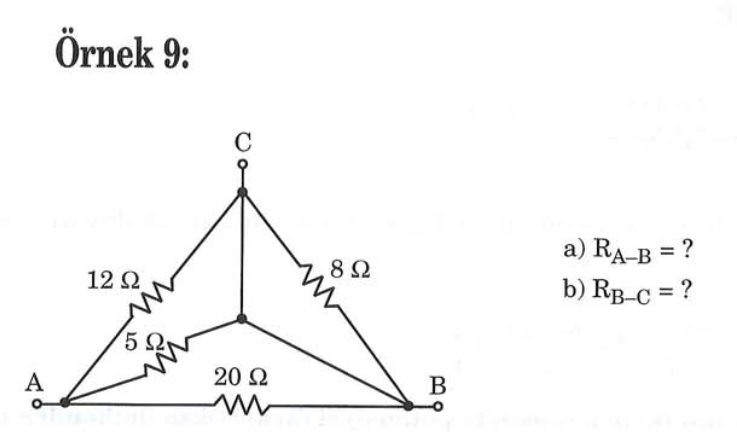 Örnek 9:
C
12 Ω
8 Ω
a) R_A–B = ?
b) R_B–C = ?
5 Ω
20 Ω
A
B